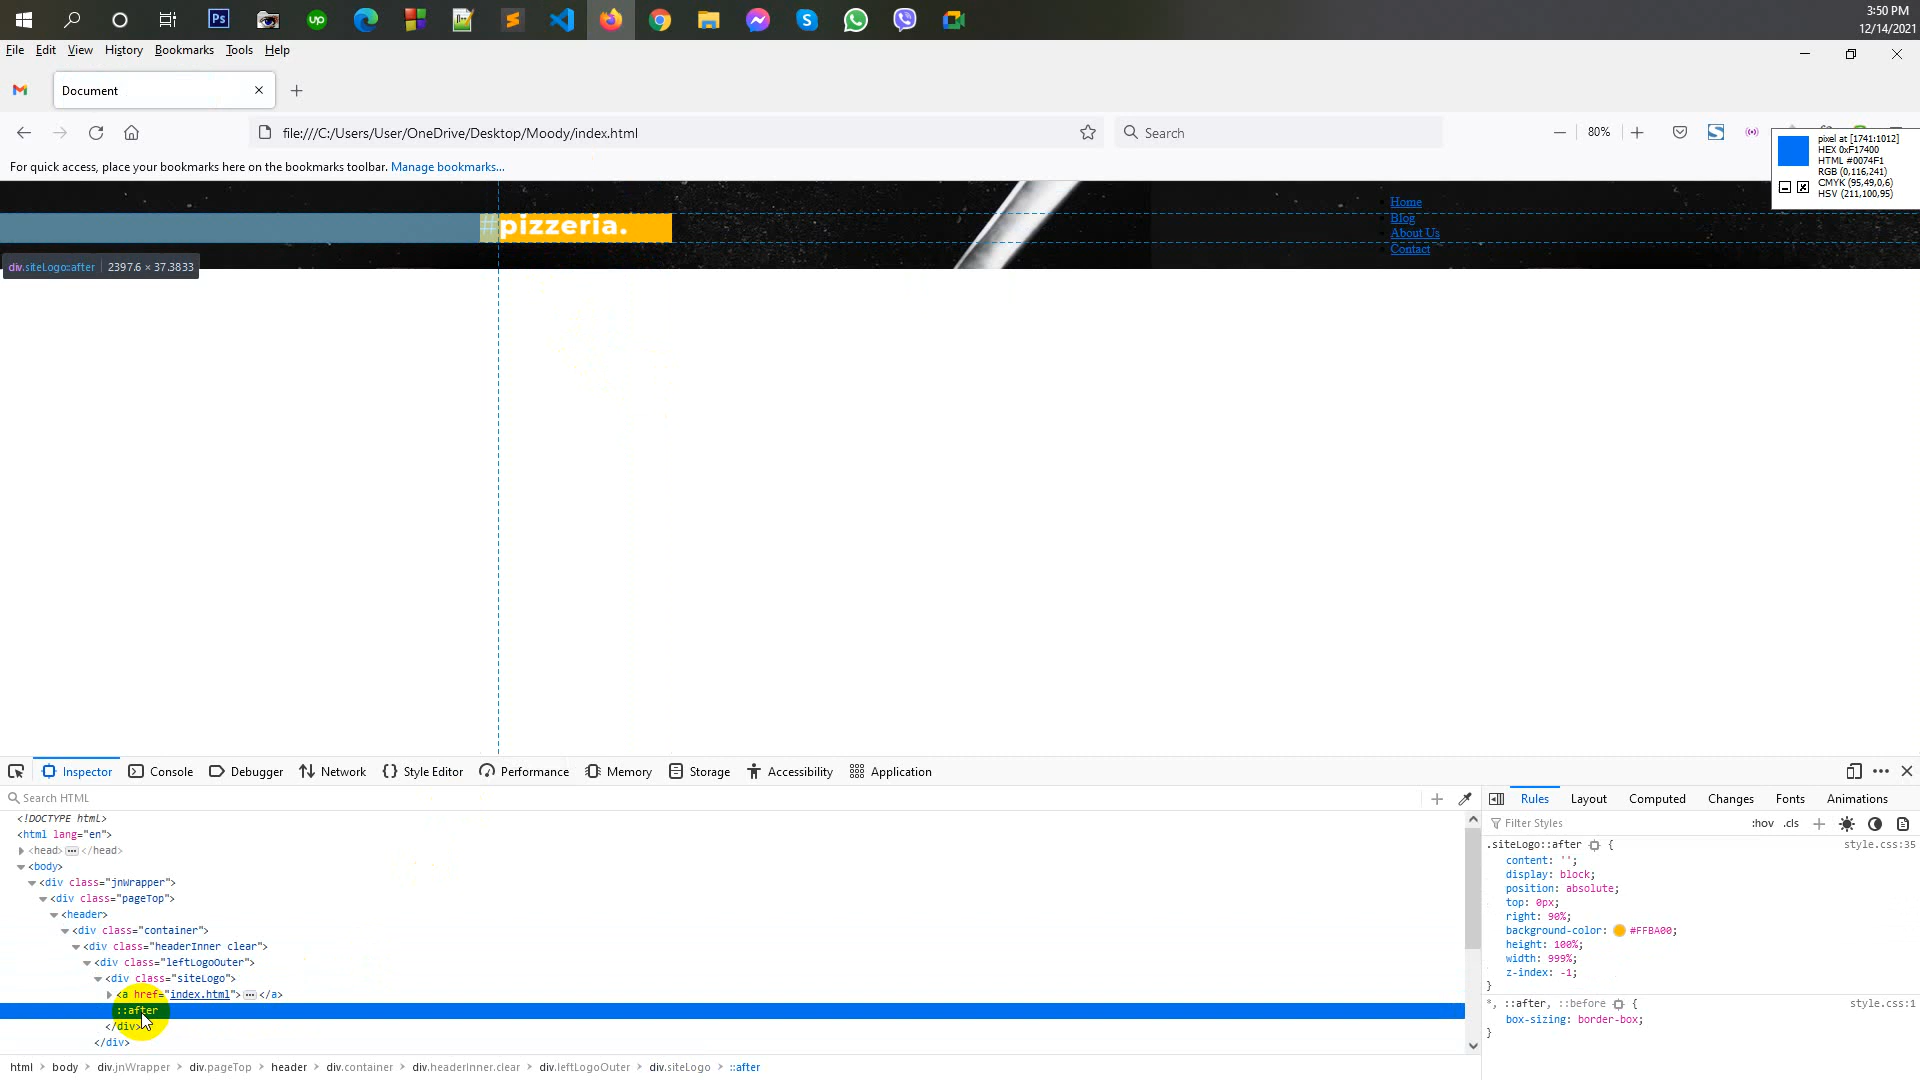 3:50 PM
12/14/2021
File Edit View History Bookmarks Tools Help
Document
file:///C:/Users/User/OneDrive/Desktop/Moody/index.html
Search
80%
pixel at [1741:1012]
HEX 0xF17400
HTML #0074F1
RGB (0,116,241)
CMYK (95,49,0,6)
HSV (211,100,95)
For quick access, place your bookmarks here on the bookmarks toolbar. Manage bookmarks...
Home
Blog
About Us
Contact
#pizzeria.
div.siteLogo::after 2397.6 × 37.3833
Inspector Console Debugger Network Style Editor Performance Memory Storage Accessibility Application
Search HTML
<!DOCTYPE html>
<html lang="en">
<head> ••• </head>
<body>
<div class="jnWrapper">
<div class="pageTop">
<header>
<div class="container">
<div class="headerInner clear">
<div class="leftLogoOuter">
<div class="siteLogo">
<a href="index.html"> ••• </a>
::after
</div>
</div>
html > body > div.jnWrapper > div.pageTop > header > div.container > div.headerInner.clear > div.leftLogoOuter > div.siteLogo > ::after
Rules Layout Computed Changes Fonts Animations
Filter Styles :hov .cls
.siteLogo::after { style.css:35
content: '';
display: block;
position: absolute;
top: 0px;
right: 90%;
background-color: #FFBA00;
height: 100%;
width: 999%;
z-index: -1;
}
*, ::after, ::before { style.css:1
box-sizing: border-box;
}